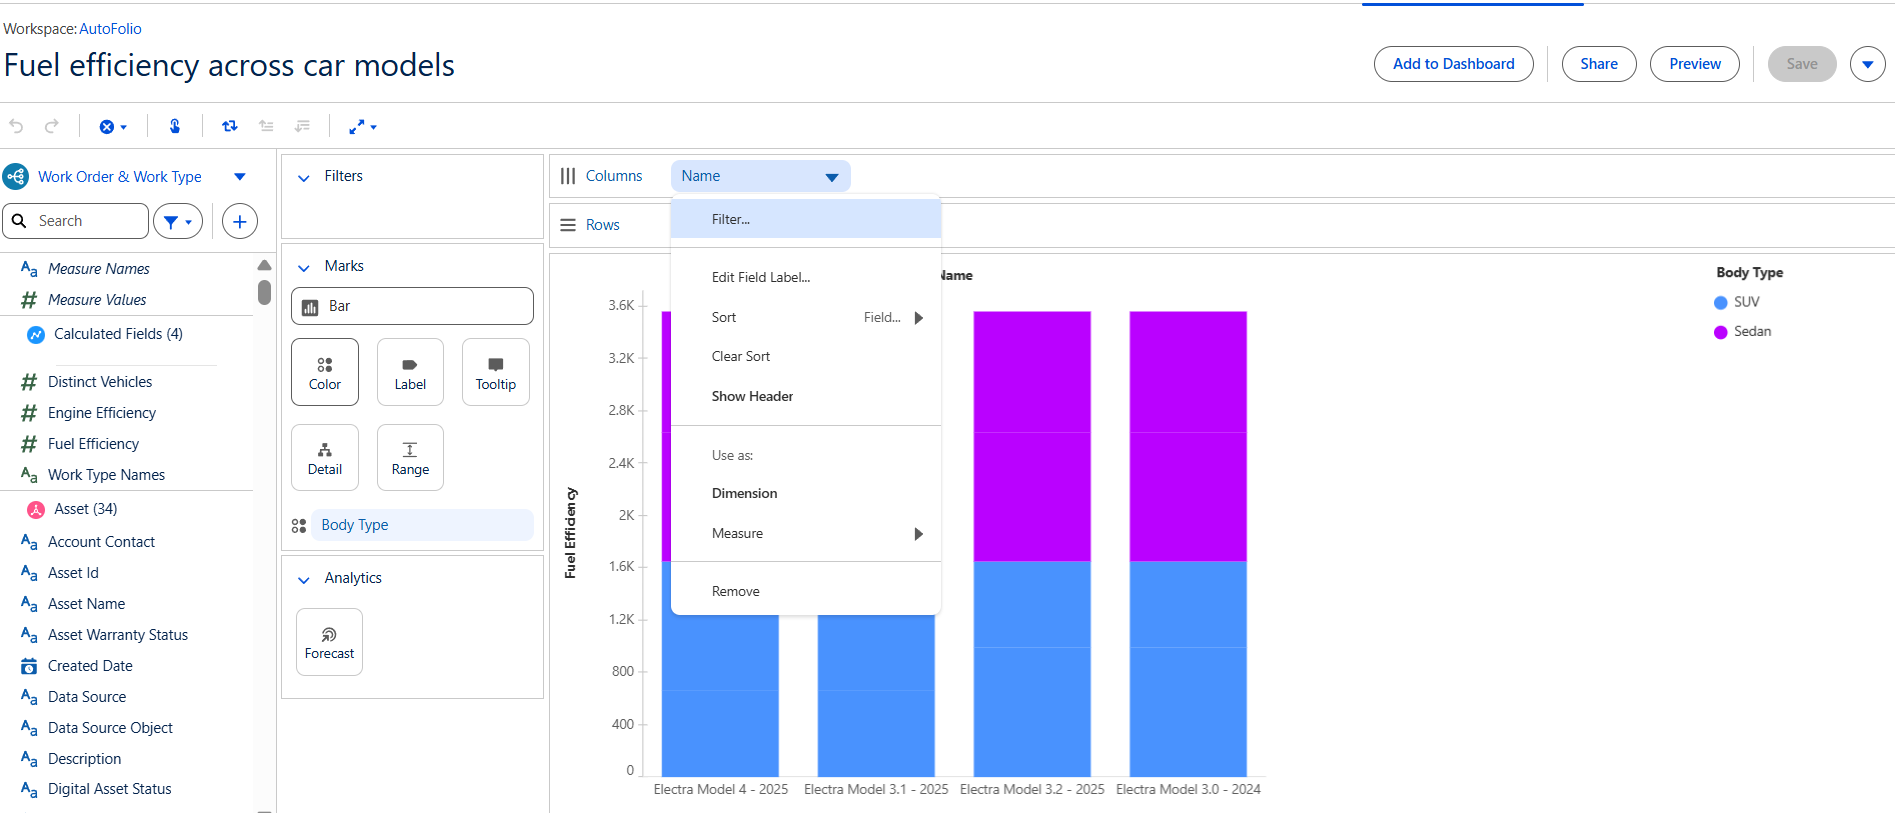 Workspace: AutoFolio
Fuel efficiency across car models
Add to Dashboard
Share
Preview
Save
Work Order & Work Type
Search
Measure Names
Measure Values
Calculated Fields (4)
Distinct Vehicles
Engine Efficiency
Fuel Efficiency
Work Type Names
Asset (34)
Account Contact
Asset Id
Asset Name
Asset Warranty Status
Created Date
Data Source
Data Source Object
Description
Digital Asset Status
Filters
Marks
Bar
Color
Label
Tooltip
Detail
Range
Body Type
Analytics
Forecast
Columns
Name
Rows
Filter...
Edit Field Label...
Sort Field...
Clear Sort
Show Header
Use as:
Dimension
Measure
Remove
Name
Fuel Efficiency
3.6K
3.2K
2.8K
2.4K
2K
1.6K
1.2K
800
400
0
Electra Model 4 - 2025
Electra Model 3.1 - 2025
Electra Model 3.2 - 2025
Electra Model 3.0 - 2024
Body Type
SUV
Sedan